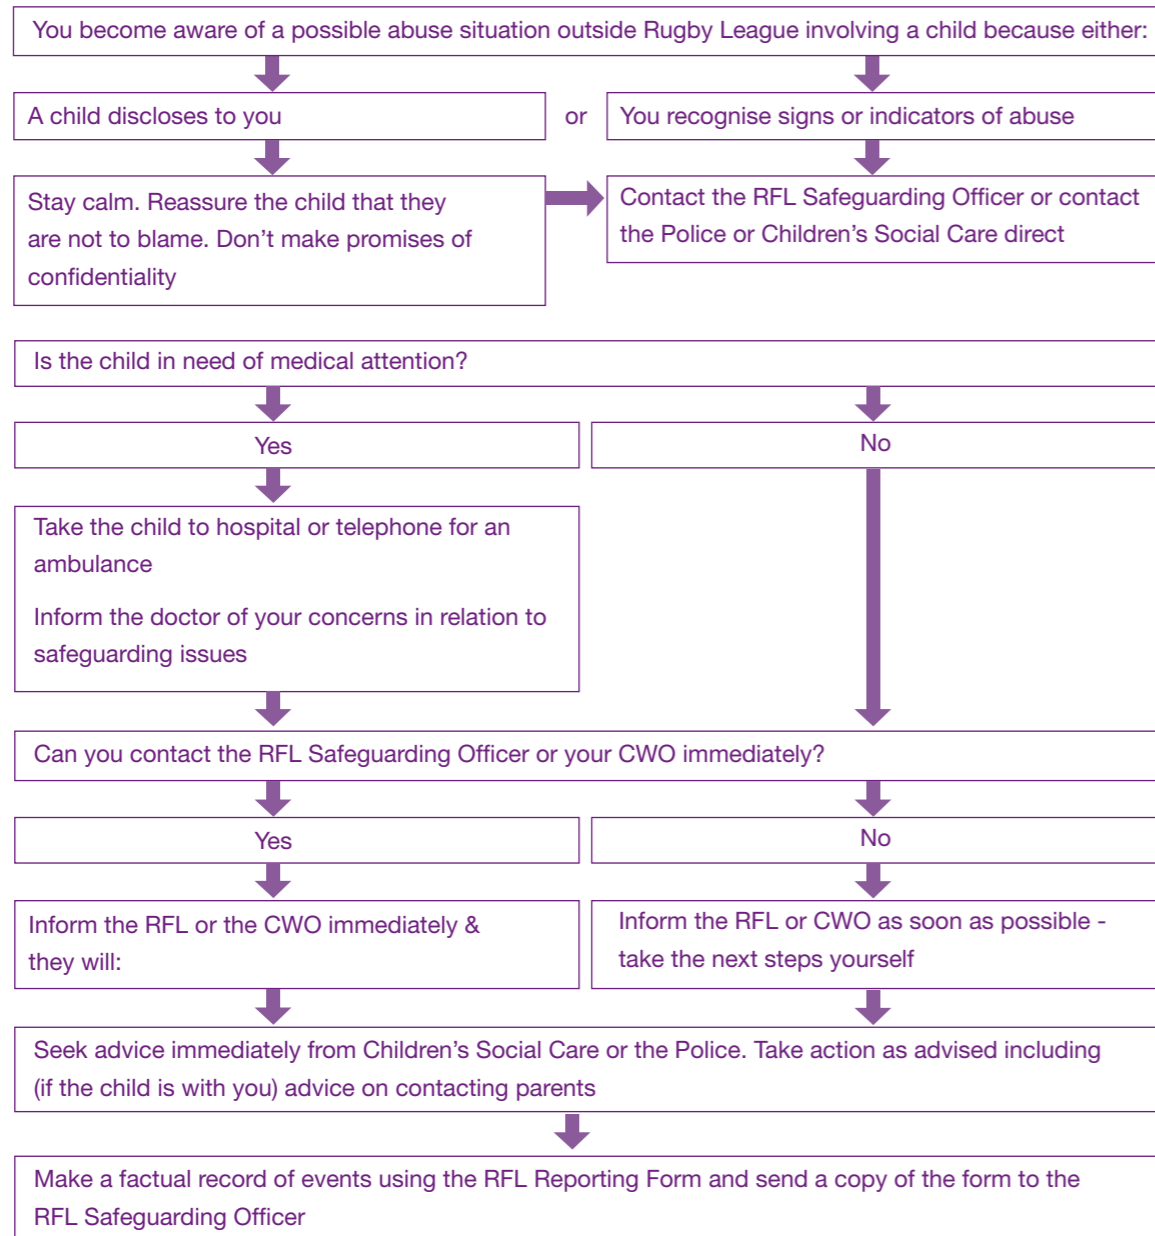 You become aware of a possible abuse situation outside Rugby League involving a child because either:
A child discloses to you
or
You recognise signs or indicators of abuse
Stay calm. Reassure the child that they
are not to blame. Don’t make promises of
confidentiality
Contact the RFL Safeguarding Officer or contact
the Police or Children’s Social Care direct
Is the child in need of medical attention?
Yes
No
Take the child to hospital or telephone for an
ambulance
Inform the doctor of your concerns in relation to
safeguarding issues
Can you contact the RFL Safeguarding Officer or your CWO immediately?
Yes
No
Inform the RFL or the CWO immediately &
they will:
Inform the RFL or CWO as soon as possible -
take the next steps yourself
Seek advice immediately from Children’s Social Care or the Police. Take action as advised including
(if the child is with you) advice on contacting parents
Make a factual record of events using the RFL Reporting Form and send a copy of the form to the
RFL Safeguarding Officer